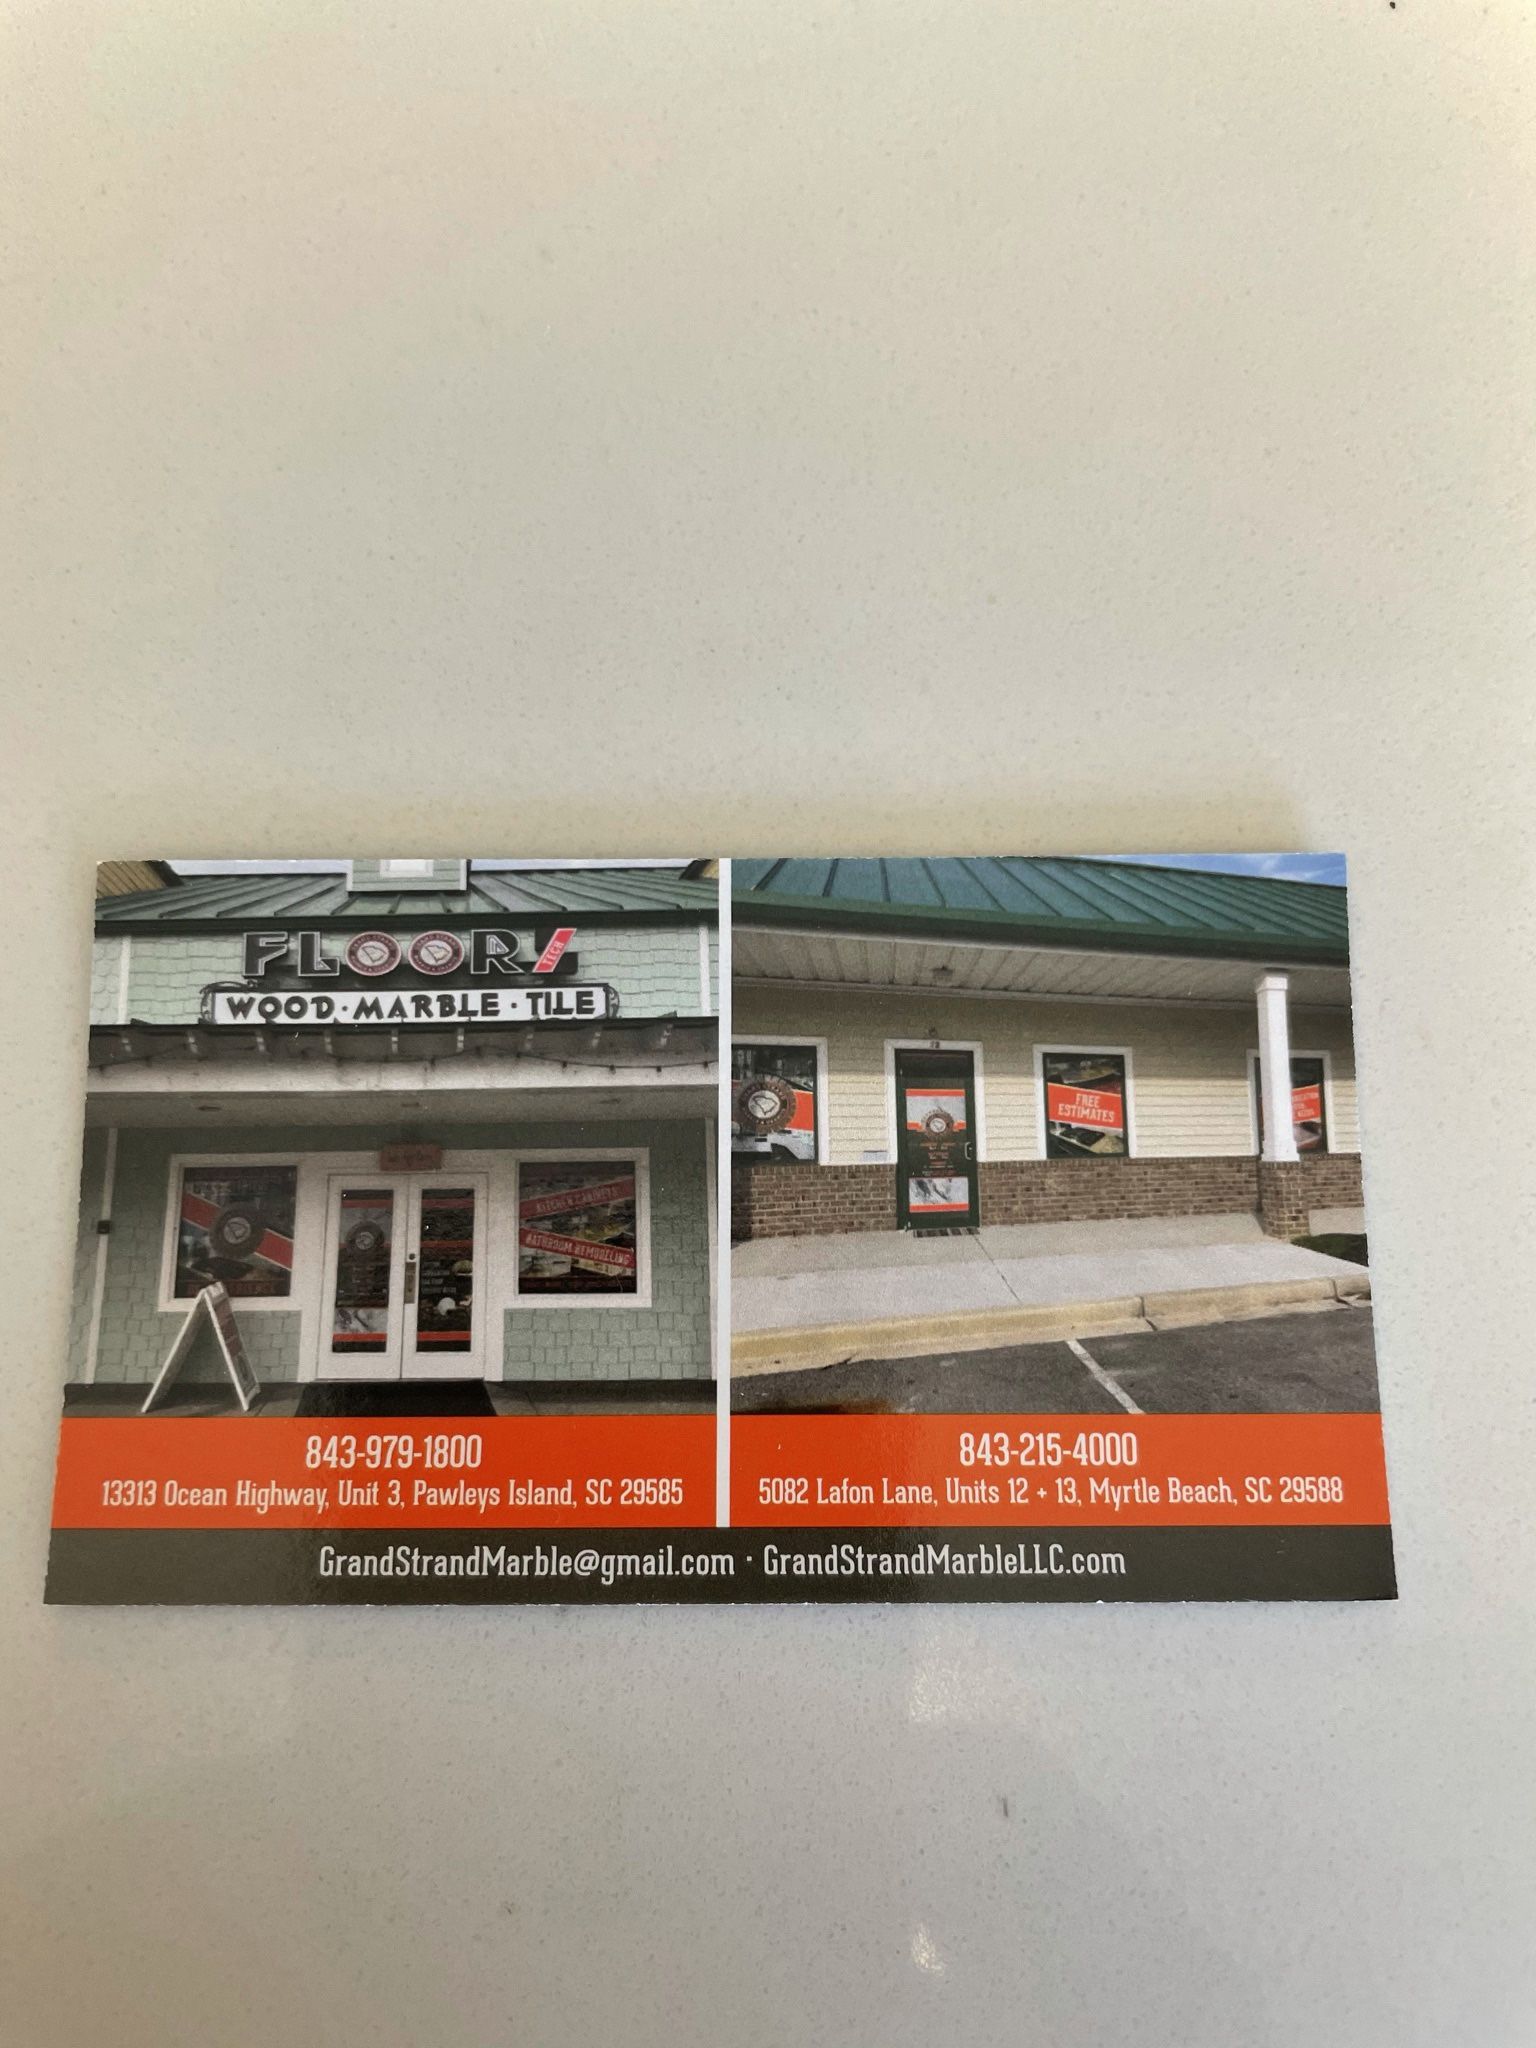 FLOOR
TECH
WOOD · MARBLE · TILE
KITCHEN CABINETS
BATHROOM REMODELING
843-979-1800
13313 Ocean Highway, Unit 3, Pawleys Island, SC 29585
FREE
ESTIMATES
843-215-4000
5082 Lafon Lane, Units 12 + 13, Myrtle Beach, SC 29588
GrandStrandMarble@gmail.com · GrandStrandMarbleLLC.com